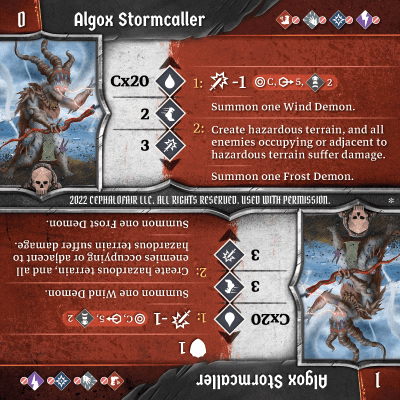 0 Algox Stormcaller
Cx20
2
3
1: -1 C, 5, 2
Summon one Wind Demon.
2: Create hazardous terrain, and all
enemies occupying or adjacent to
hazardous terrain suffer damage.
Summon one Frost Demon.
2022 CEPHALOFAIR LLC. ALL RIGHTS RESERVED. USED WITH PERMISSION. *
1 Algox Stormcaller
Cx20
3
3
1
1: -1 C, 5, 2
Summon one Wind Demon.
2: Create hazardous terrain, and all
enemies occupying or adjacent to
hazardous terrain suffer damage.
Summon one Frost Demon.